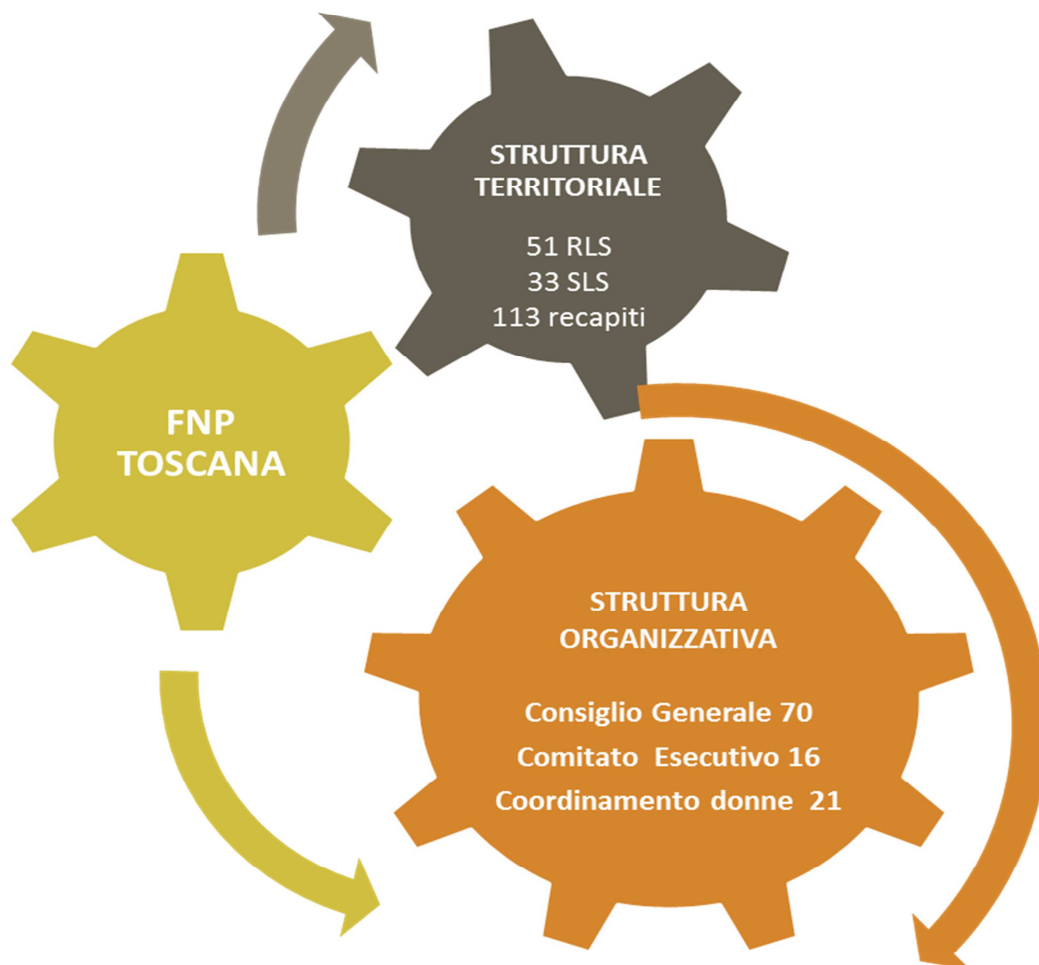 STRUTTURA
TERRITORIALE
51 RLS
33 SLS
113 recapiti
FNP
TOSCANA
STRUTTURA
ORGANIZZATIVA
Consiglio Generale 70
Comitato Esecutivo 16
Coordinamento donne 21